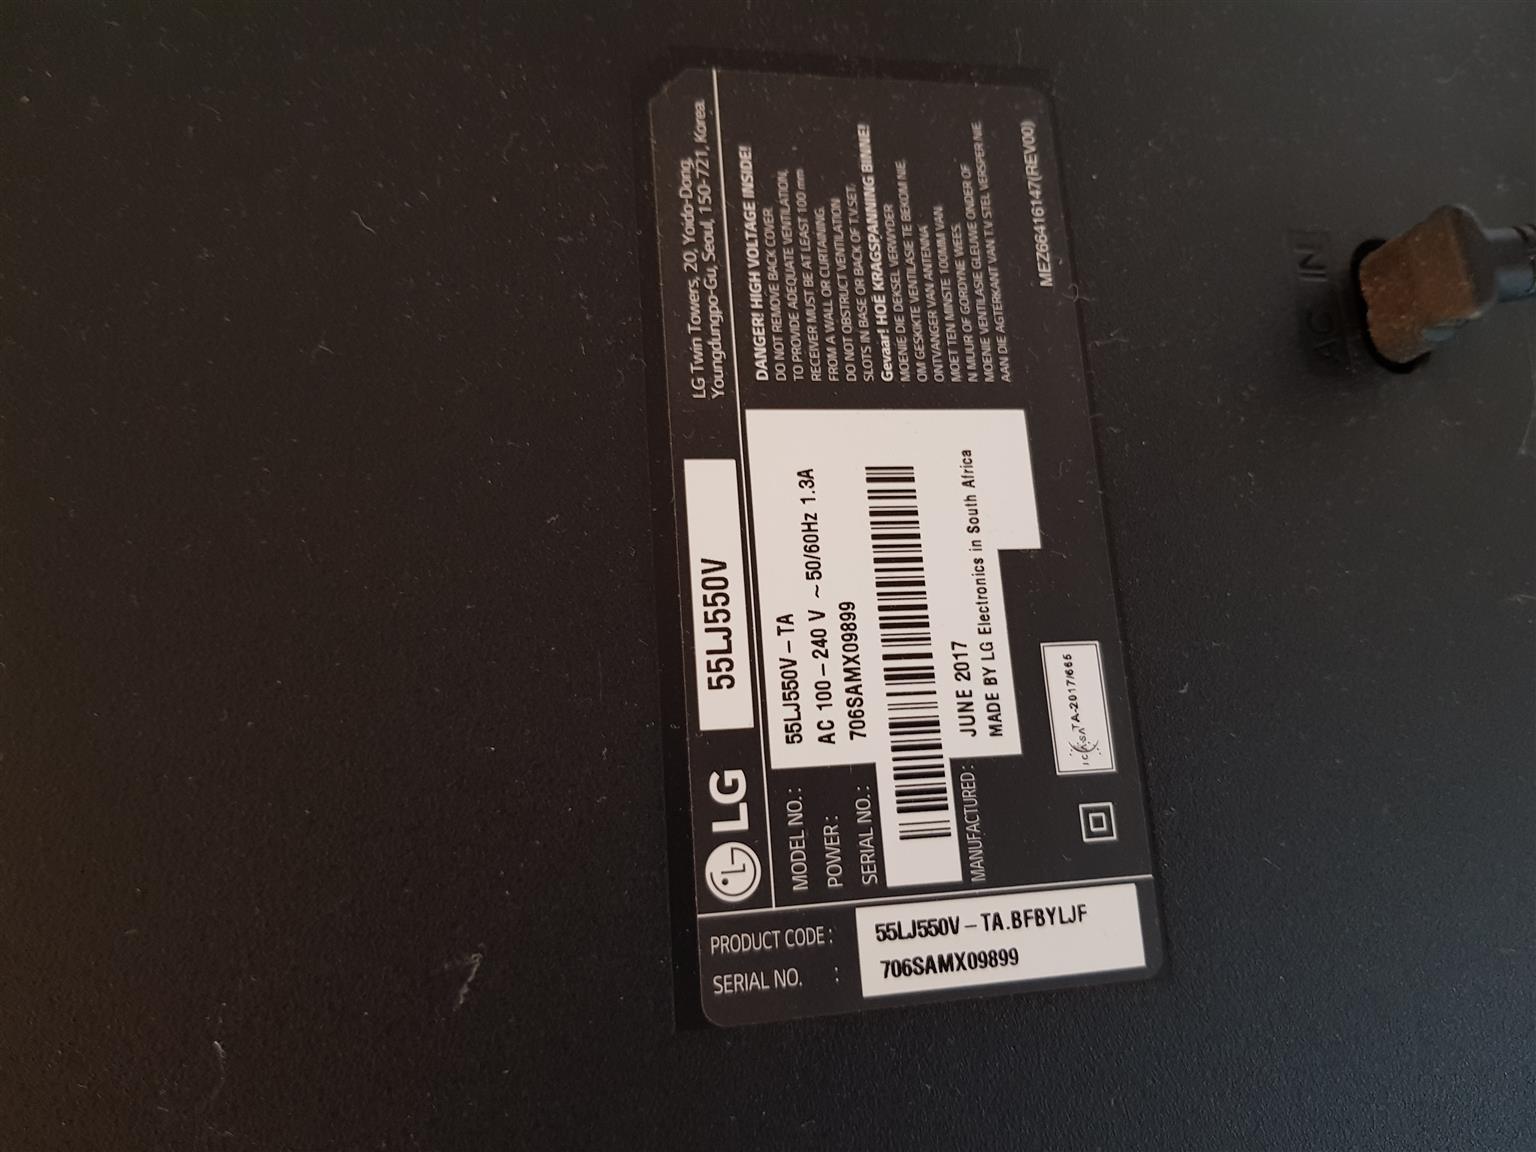 LG
55LJ550V
LG Twin Towers, 20, Yoido-Dong,
Youngdungpo-Gu, Seoul, 150-721, Korea
MODEL NO. : 55LJ550V – TA
POWER : AC 100 – 240 V ~ 50/60Hz 1.3A
SERIAL NO. : 706SAMX09899
MANUFACTURED : JUNE 2017
MADE BY LG Electronics in South Africa
ICASA TA-2017/665
DANGER! HIGH VOLTAGE INSIDE!
DO NOT REMOVE BACK COVER.
TO PROVIDE ADEQUATE VENTILATION,
RECEIVER MUST BE AT LEAST 100 mm
FROM A WALL OR CURTAINING.
DO NOT OBSTRUCT VENTILATION
SLOTS IN BASE OR BACK OF T.V.SET.
Gevaar! HOË KRAGSPANNING BINNE!
MOENIE DIE DEKSEL VERWYDER
OM GESKIKTE VENTILASIE TE BEKOM NIE.
ONTVANGER VAN ANTENNA
MOET TEN MINSTE 100MM VAN
N MUUR OF GORDYNE WEES.
MOENIE VENTILASIE GLEUWE ONDER OF
AAN DIE AGTERKANT VAN T.V STEL VERSPER NIE.
MEZ66416147(REV00)
PRODUCT CODE : 55LJ550V – TA.BFBYLJF
SERIAL NO. : 706SAMX09899
AC IN